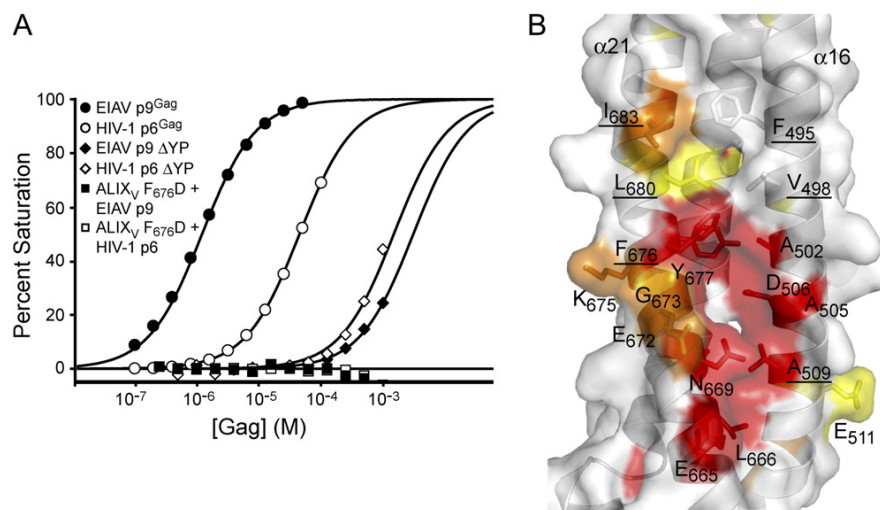 A
Percent Saturation
100
80
60
40
20
0
EIAV p9Gag
HIV-1 p6Gag
EIAV p9 ΔYP
HIV-1 p6 ΔYP
ALIXV F676D +
EIAV p9
ALIXV F676D +
HIV-1 p6
10-7
10-6
10-5
10-4
10-3
[Gag] (M)
B
α21
α16
I683
F495
L680
V498
F676
A502
Y677
K675
G673
D506
A505
E672
N669
A509
E511
L666
E665